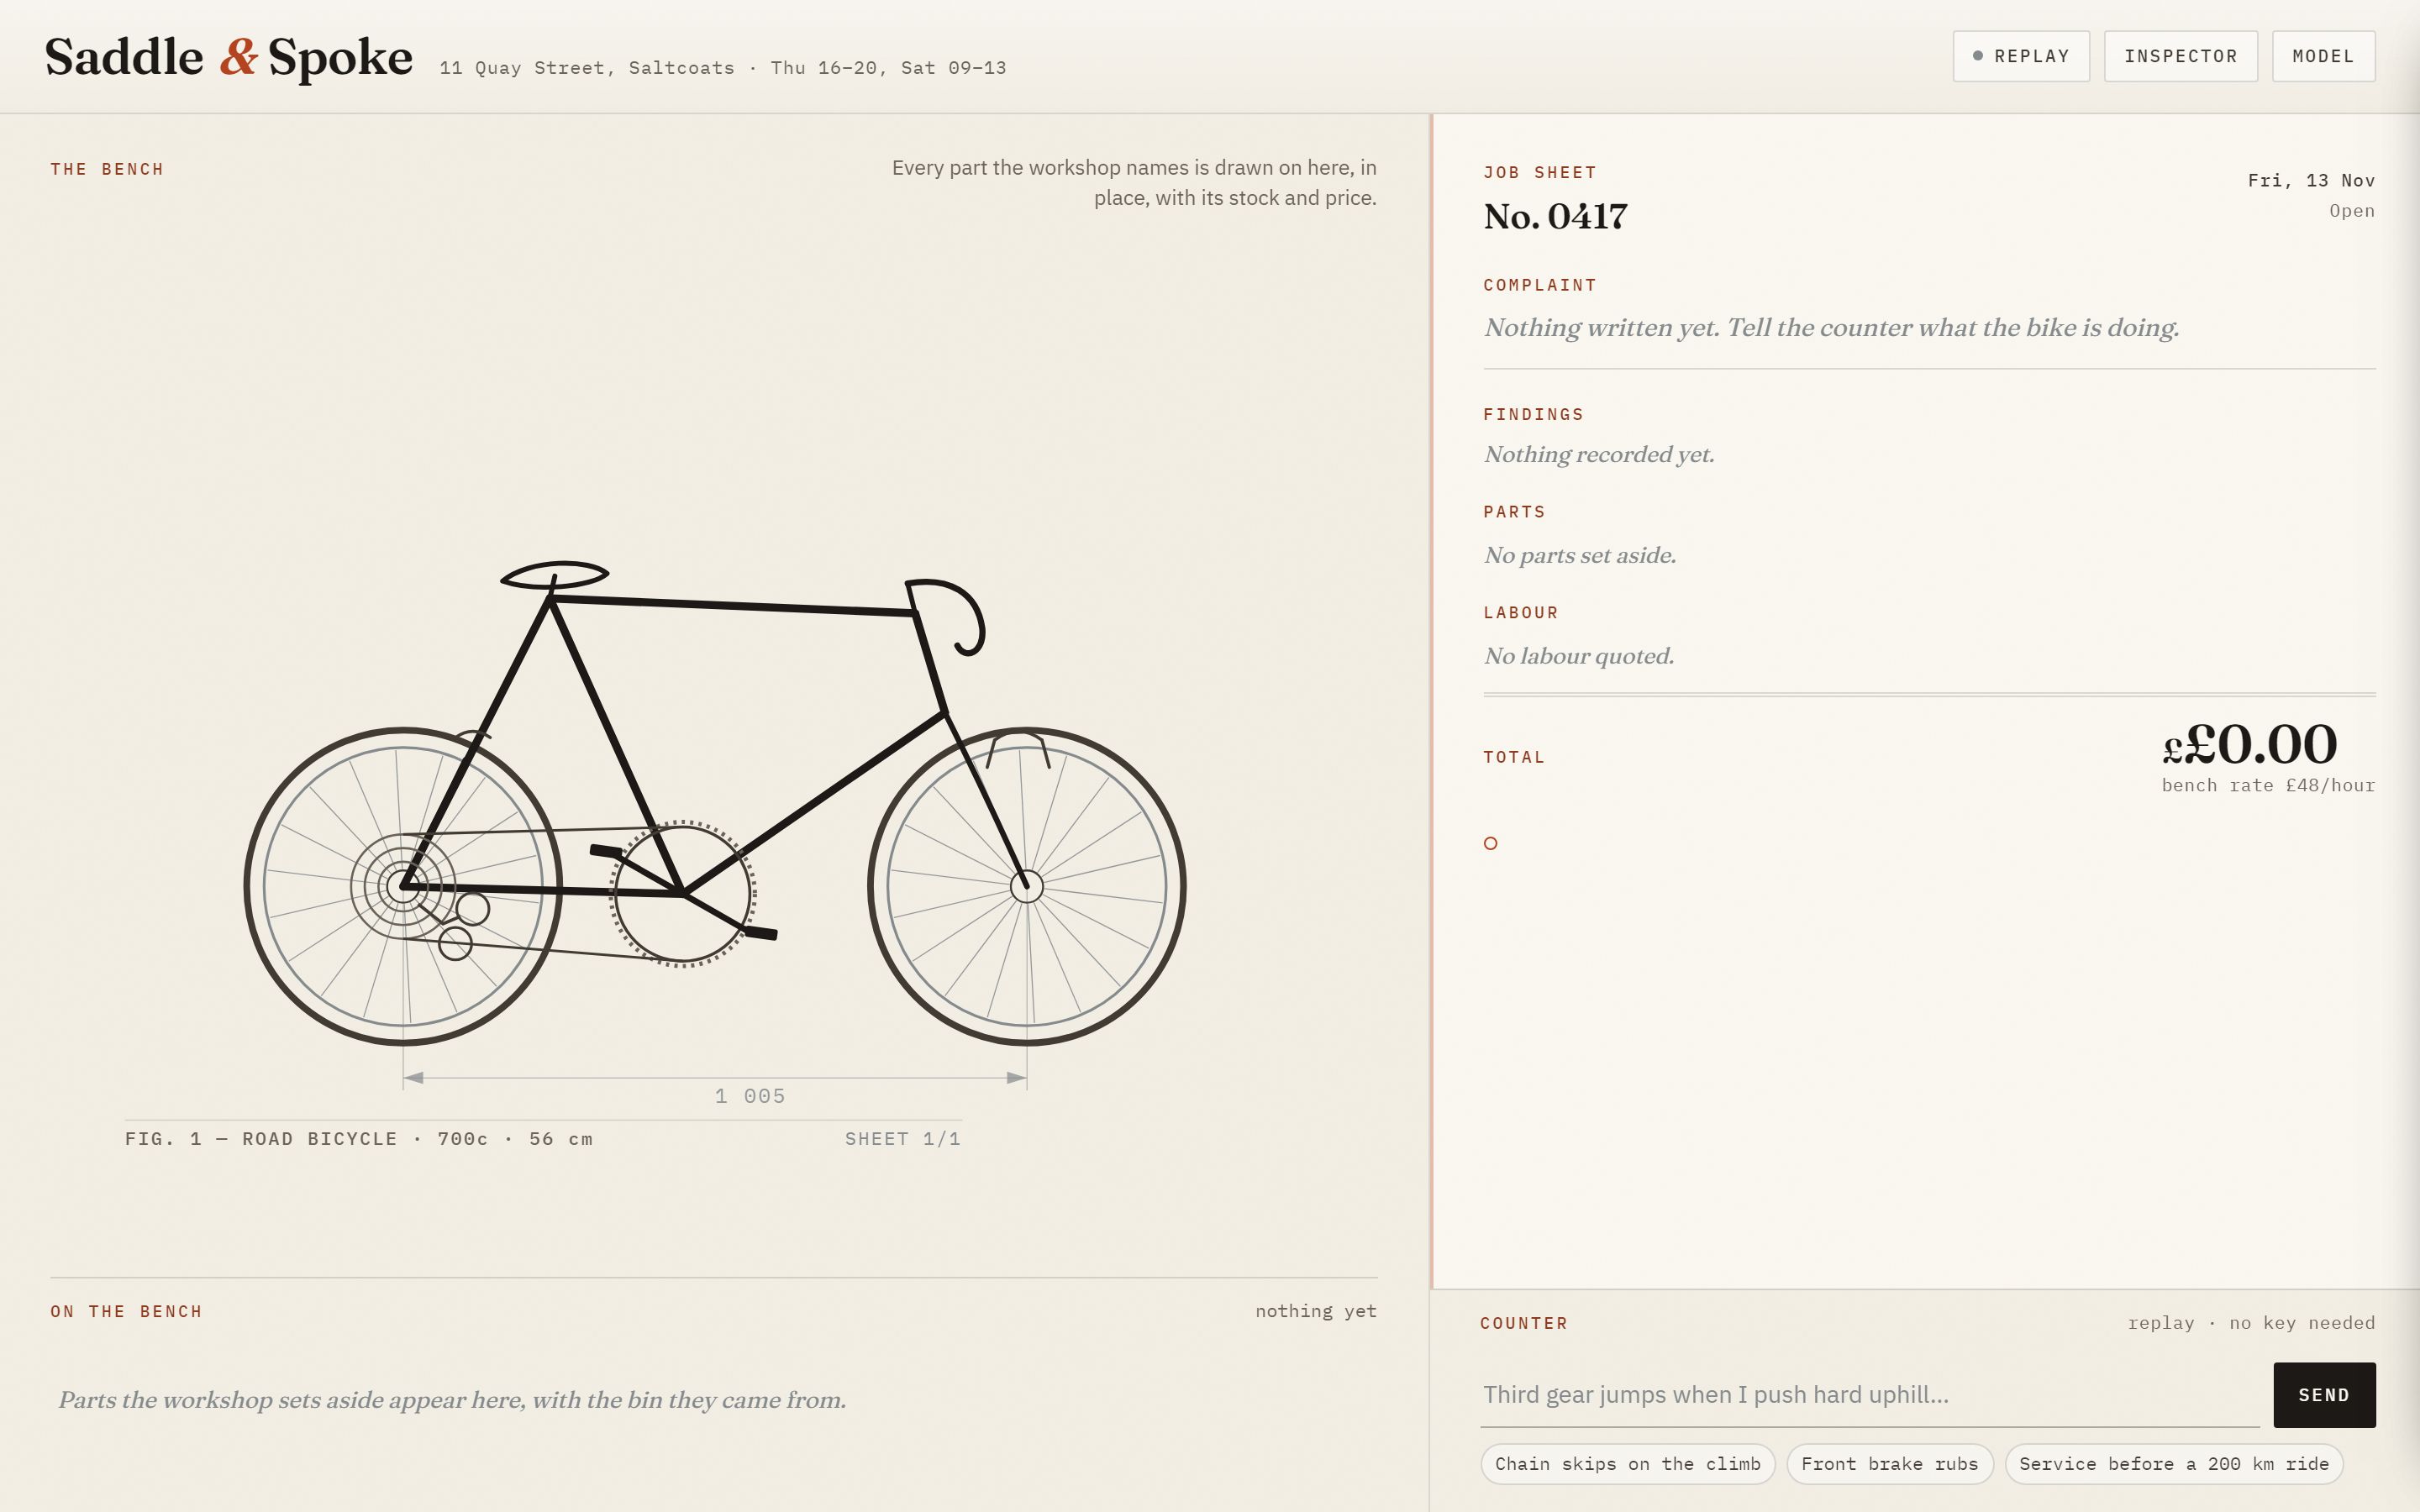 Saddle & Spoke
11 Quay Street, Saltcoats · Thu 16–20, Sat 09–13
REPLAY
INSPECTOR
MODEL
THE BENCH
Every part the workshop names is drawn on here, in
place, with its stock and price.
1 005
FIG. 1 — ROAD BICYCLE · 700c · 56 cm
SHEET 1/1
ON THE BENCH
nothing yet
Parts the workshop sets aside appear here, with the bin they came from.
JOB SHEET
No. 0417
Fri, 13 Nov
Open
COMPLAINT
Nothing written yet. Tell the counter what the bike is doing.
FINDINGS
Nothing recorded yet.
PARTS
No parts set aside.
LABOUR
No labour quoted.
TOTAL
££0.00
bench rate £48/hour
COUNTER
replay · no key needed
Third gear jumps when I push hard uphill…
SEND
Chain skips on the climb
Front brake rubs
Service before a 200 km ride